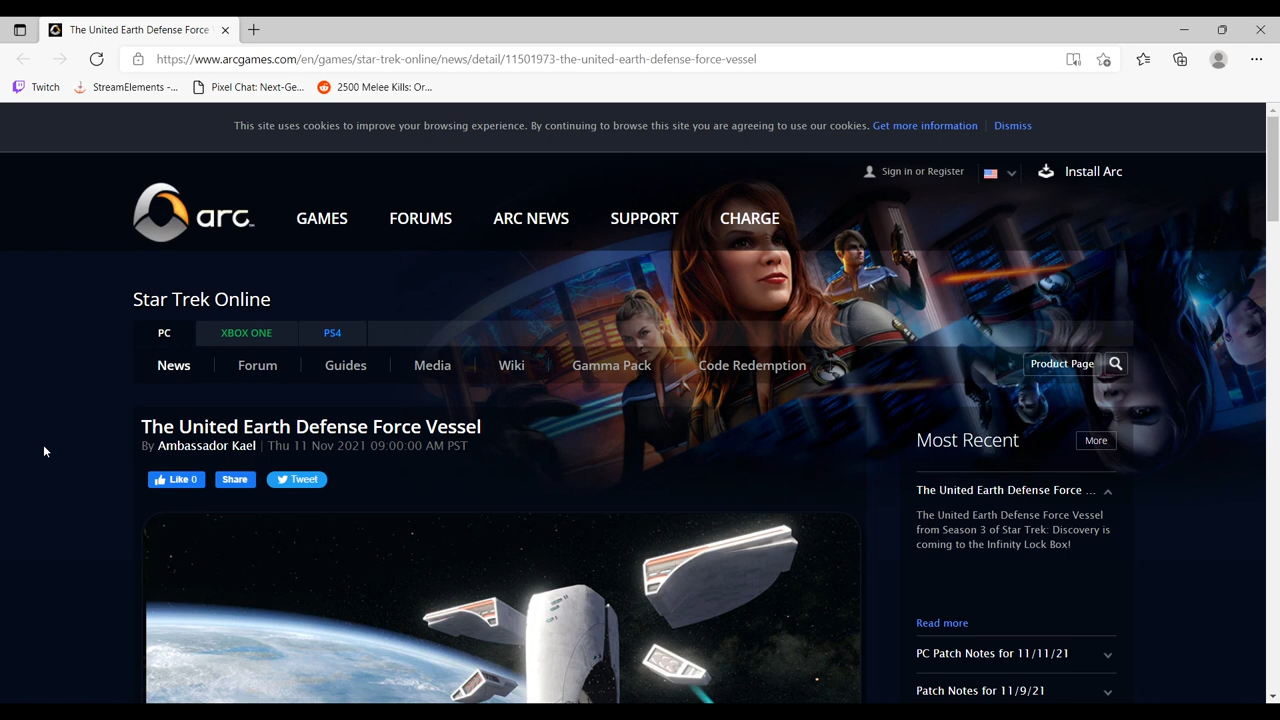 The United Earth Defense Force
https://www.arcgames.com/en/games/star-trek-online/news/detail/11501973-the-united-earth-defense-force-vessel
Twitch
StreamElements -...
Pixel Chat: Next-Ge...
2500 Melee Kills: Or...
This site uses cookies to improve your browsing experience. By continuing to browse this site you are agreeing to use our cookies. Get more information Dismiss
Sign in or Register
Install Arc
arc
GAMES FORUMS ARC NEWS SUPPORT CHARGE
Star Trek Online
PC XBOX ONE PS4
News Forum Guides Media Wiki Gamma Pack Code Redemption
Product Page
The United Earth Defense Force Vessel
By Ambassador Kael | Thu 11 Nov 2021 09:00:00 AM PST
Like 0 Share Tweet
Most Recent
More
The United Earth Defense Force ...
The United Earth Defense Force Vessel
from Season 3 of Star Trek: Discovery is
coming to the Infinity Lock Box!
Read more
PC Patch Notes for 11/11/21
Patch Notes for 11/9/21